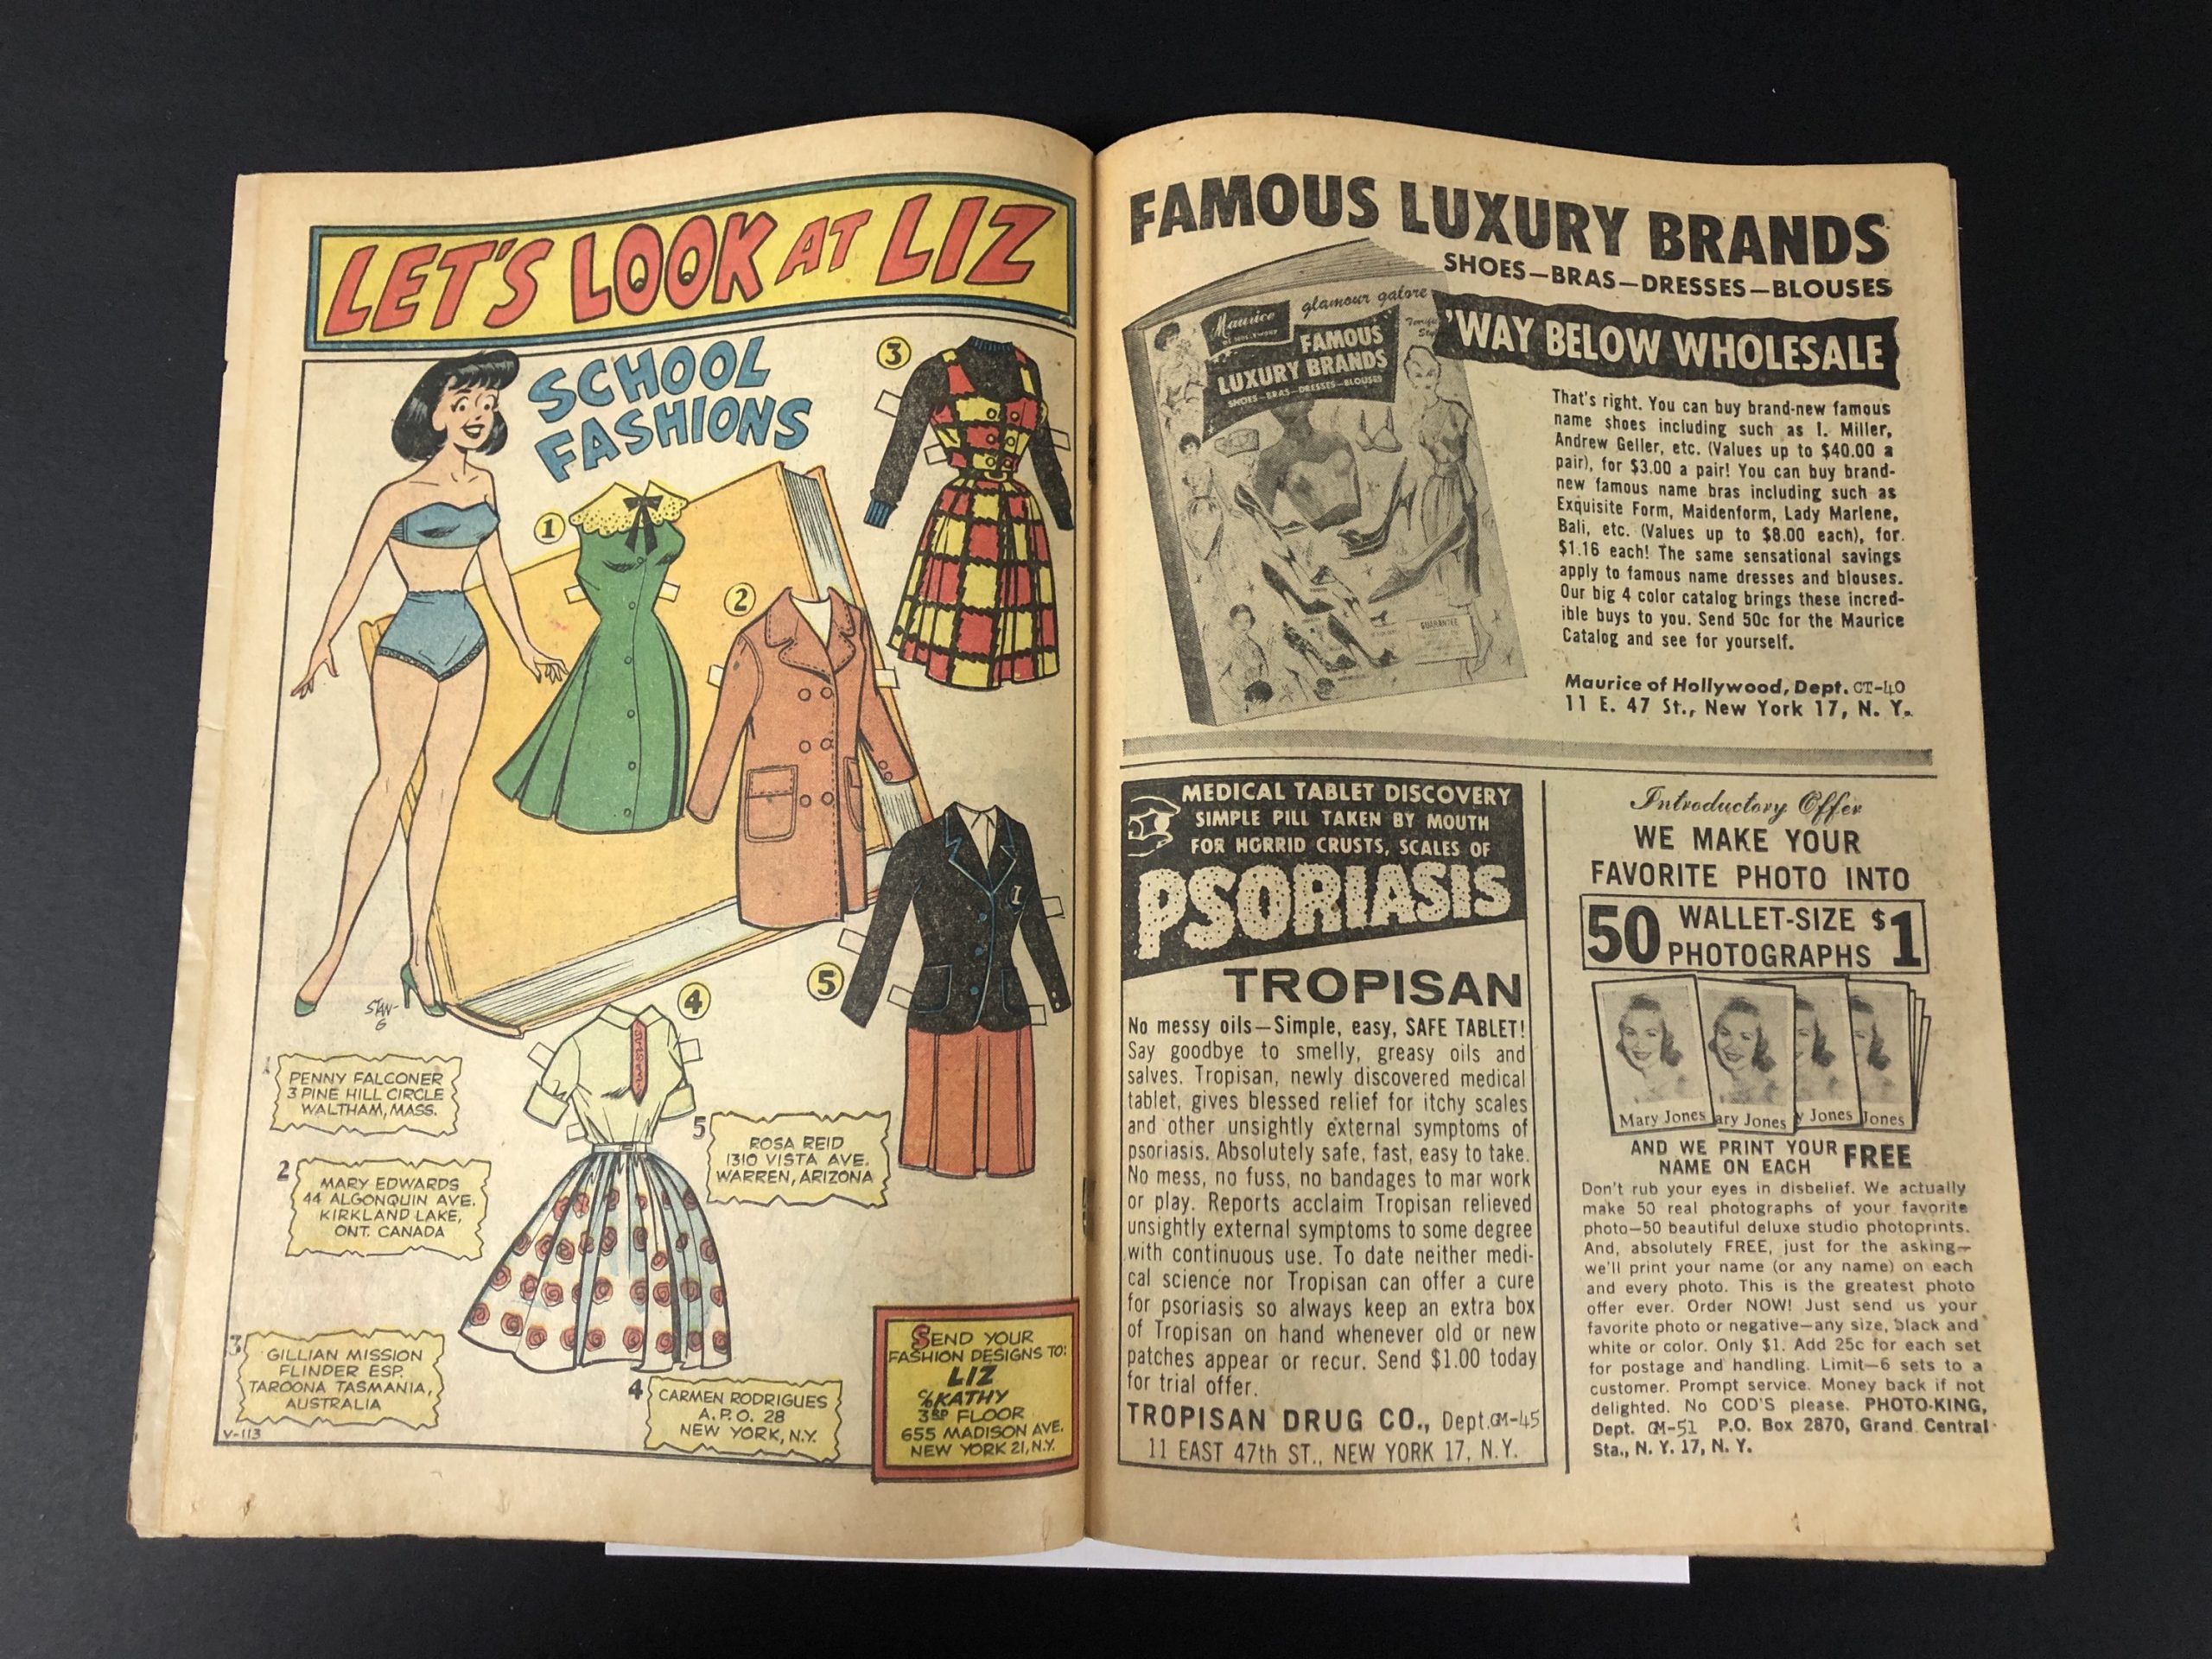 LET'S LOOK AT LIZ
SCHOOL
FASHIONS
1
2
3
4
5
STAN-
G
PENNY FALCONER
3 PINE HILL CIRCLE
WALTHAM, MASS.
2
MARY EDWARDS
44 ALGONQUIN AVE.
KIRKLAND LAKE,
ONT. CANADA
3
GILLIAN MISSION
FLINDER ESP.
TAROONA TASMANIA,
AUSTRALIA
4
CARMEN RODRIGUES
A.P.O. 28
NEW YORK, N.Y.
5
ROSA REID
1310 VISTA AVE.
WARREN, ARIZONA
SEND YOUR
FASHION DESIGNS TO:
LIZ
℅ KATHY
3RD FLOOR
655 MADISON AVE.
NEW YORK 21, N.Y.
V-113
FAMOUS LUXURY BRANDS
SHOES—BRAS—DRESSES—BLOUSES
'WAY BELOW WHOLESALE
Maurice
glamour galore
FAMOUS
LUXURY BRANDS
SHOES—BRAS—DRESSES—BLOUSES
GUARANTEE
That's right. You can buy brand-new famous
name shoes including such as I. Miller,
Andrew Geller, etc. (Values up to $40.00 a
pair), for $3.00 a pair! You can buy brand-
new famous name bras including such as
Exquisite Form, Maidenform, Lady Marlene,
Bali, etc. (Values up to $8.00 each), for
$1.16 each! The same sensational savings
apply to famous name dresses and blouses.
Our big 4 color catalog brings these incred-
ible buys to you. Send 50c for the Maurice
Catalog and see for yourself.
Maurice of Hollywood, Dept. CT-40
11 E. 47 St., New York 17, N. Y.
MEDICAL TABLET DISCOVERY
SIMPLE PILL TAKEN BY MOUTH
FOR HORRID CRUSTS, SCALES OF
PSORIASIS
TROPISAN
No messy oils—Simple, easy, SAFE TABLET!
Say goodbye to smelly, greasy oils and
salves. Tropisan, newly discovered medical
tablet, gives blessed relief for itchy scales
and other unsightly external symptoms of
psoriasis. Absolutely safe, fast, easy to take.
No mess, no fuss, no bandages to mar work
or play. Reports acclaim Tropisan relieved
unsightly external symptoms to some degree
with continuous use. To date neither medi-
cal science nor Tropisan can offer a cure
for psoriasis so always keep an extra box
of Tropisan on hand whenever old or new
patches appear or recur. Send $1.00 today
for trial offer.
TROPISAN DRUG CO., Dept. GM-45
11 EAST 47th ST., NEW YORK 17, N.Y.
Introductory Offer
WE MAKE YOUR
FAVORITE PHOTO INTO
50 WALLET-SIZE PHOTOGRAPHS $1
Mary Jones ary Jones y Jones Jones
AND WE PRINT YOUR
NAME ON EACH FREE
Don't rub your eyes in disbelief. We actually
make 50 real photographs of your favorite
photo—50 beautiful deluxe studio photoprints.
And, absolutely FREE, just for the asking—
we'll print your name (or any name) on each
and every photo. This is the greatest photo
offer ever. Order NOW! Just send us your
favorite photo or negative—any size, black and
white or color. Only $1. Add 25c for each set
for postage and handling. Limit—6 sets to a
customer. Prompt service. Money back if not
delighted. No COD'S please. PHOTO-KING,
Dept. GM-51 P.O. Box 2870, Grand Central
Sta., N. Y. 17, N. Y.